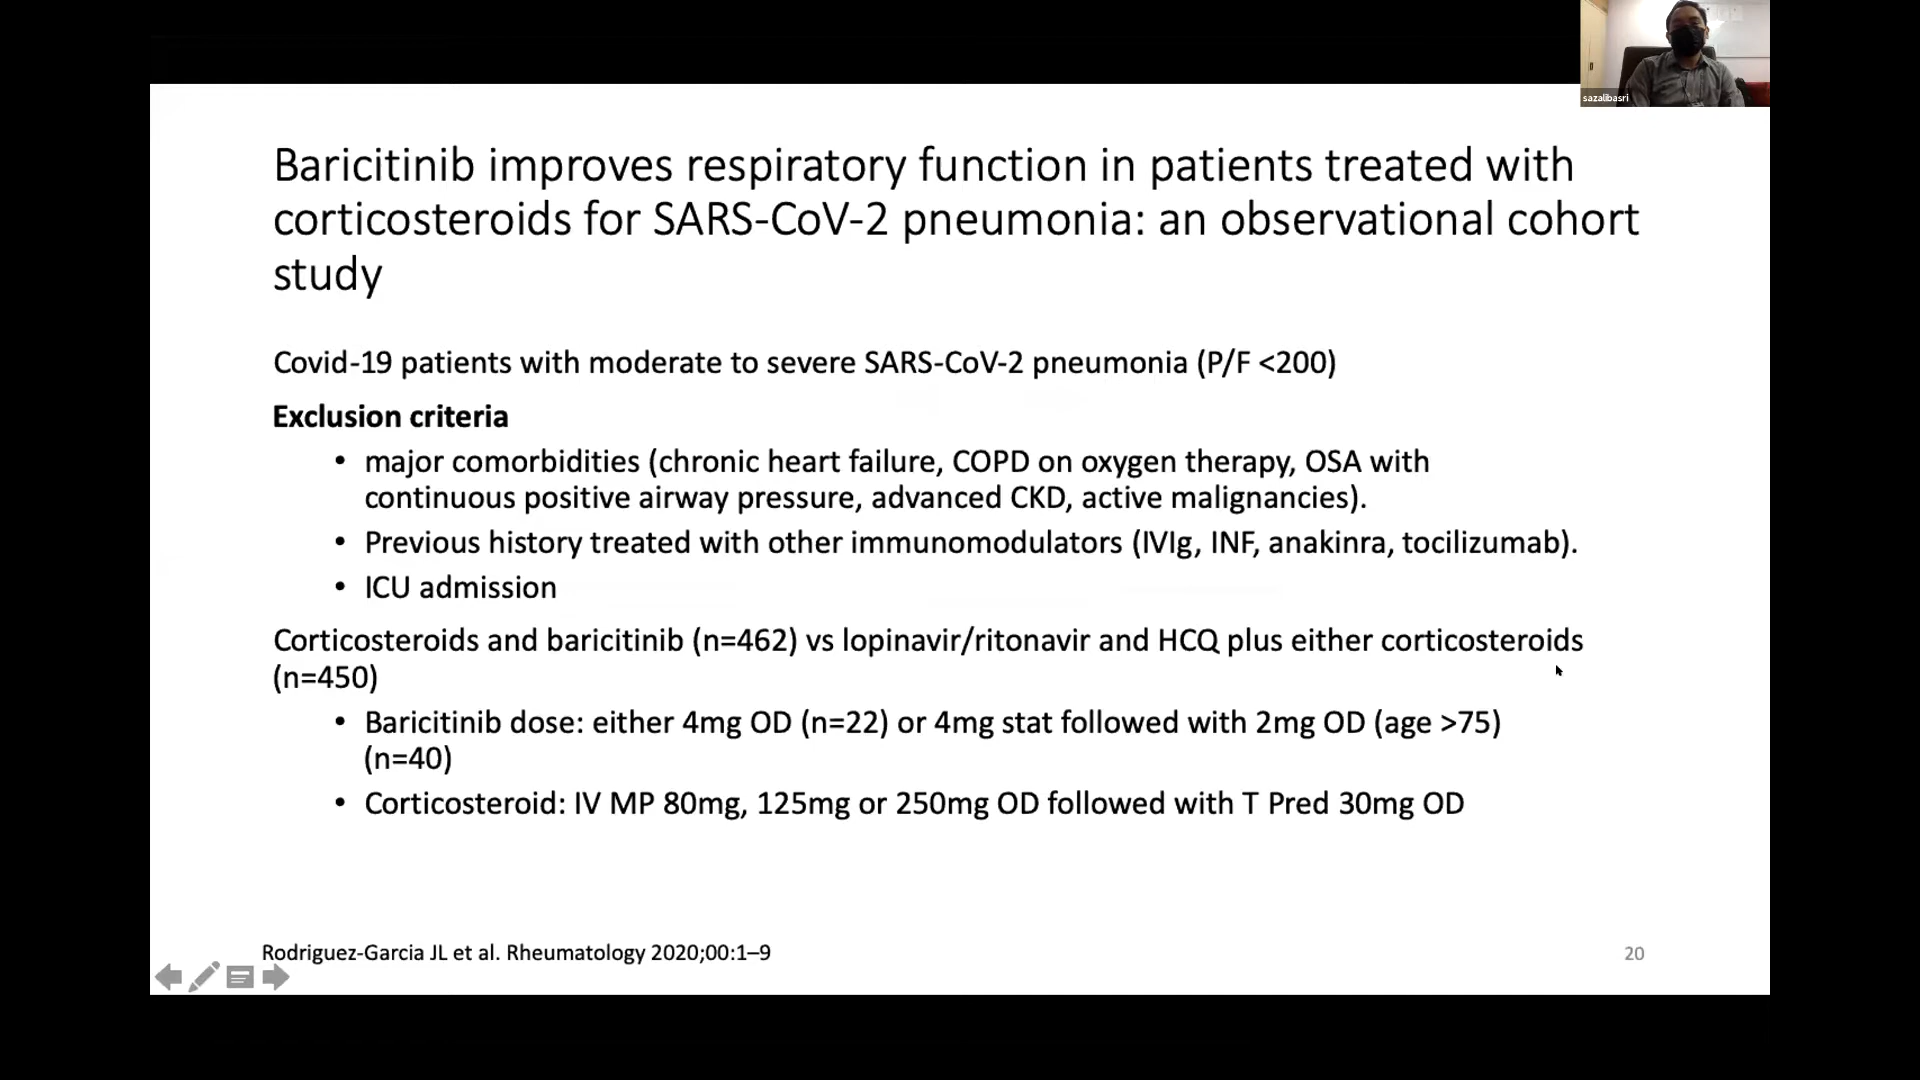 sazalibasri
Baricitinib improves respiratory function in patients treated with
corticosteroids for SARS-CoV-2 pneumonia: an observational cohort
study
Covid-19 patients with moderate to severe SARS-CoV-2 pneumonia (P/F <200)
Exclusion criteria
• major comorbidities (chronic heart failure, COPD on oxygen therapy, OSA with
continuous positive airway pressure, advanced CKD, active malignancies).
• Previous history treated with other immunomodulators (IVIg, INF, anakinra, tocilizumab).
• ICU admission
Corticosteroids and baricitinib (n=462) vs lopinavir/ritonavir and HCQ plus either corticosteroids
(n=450)
• Baricitinib dose: either 4mg OD (n=22) or 4mg stat followed with 2mg OD (age >75)
(n=40)
• Corticosteroid: IV MP 80mg, 125mg or 250mg OD followed with T Pred 30mg OD
Rodriguez-Garcia JL et al. Rheumatology 2020;00:1–9
20